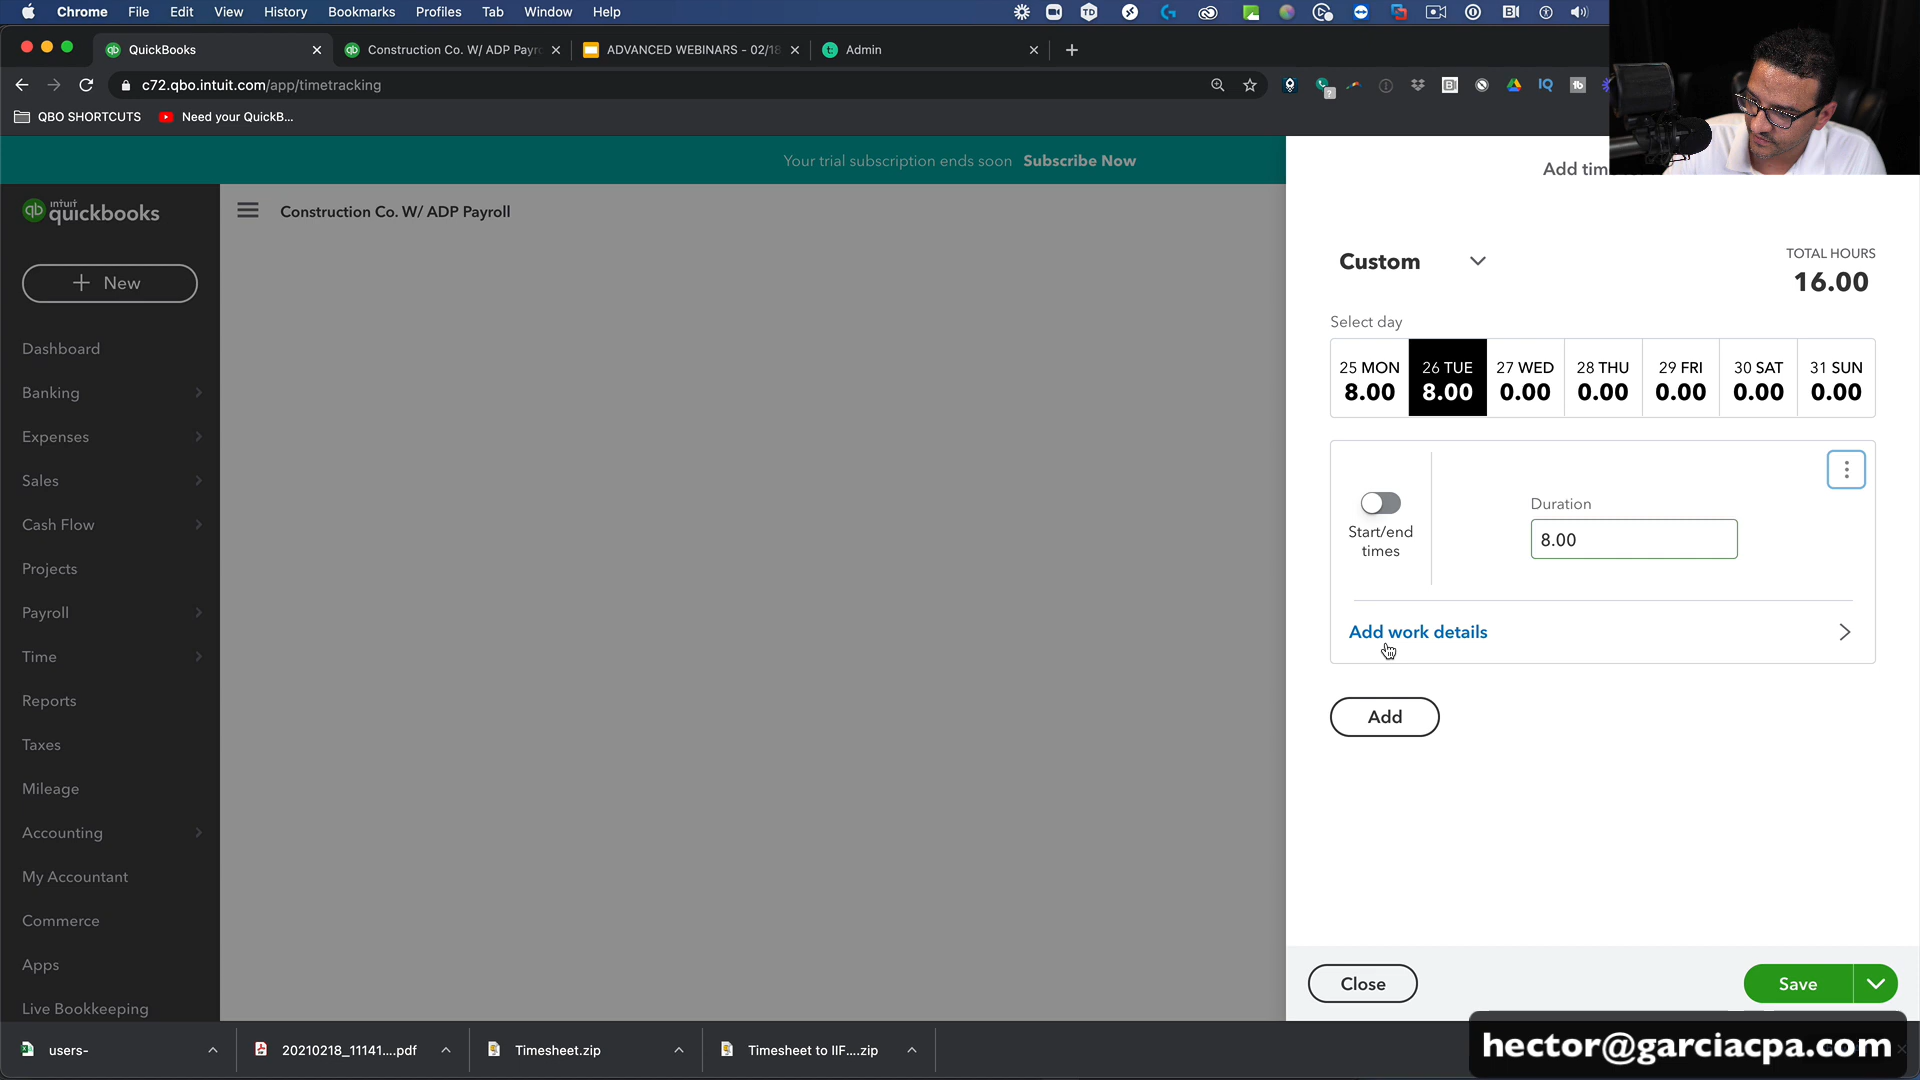 Chrome File Edit View History Bookmarks Profiles Tab Window Help
QuickBooks
Construction Co. W/ ADP Payr
ADVANCED WEBINARS - 02/18
Admin
c72.qbo.intuit.com/app/timetracking
QBO SHORTCUTS
Need your QuickB...
Your trial subscription ends soon Subscribe Now
Add tim
intuit
quickbooks
Construction Co. W/ ADP Payroll
New
Dashboard
Banking
Expenses
Sales
Cash Flow
Projects
Payroll
Time
Reports
Taxes
Mileage
Accounting
My Accountant
Commerce
Apps
Live Bookkeeping
Custom
TOTAL HOURS
16.00
Select day
25 MON 26 TUE 27 WED 28 THU 29 FRI 30 SAT 31 SUN
8.00 8.00 0.00 0.00 0.00 0.00 0.00
Start/end
times
Duration
8.00
Add work details
Add
Close
Save
users-
20210218_11141....pdf
Timesheet.zip
Timesheet to IIF....zip
hector@garciacpa.com